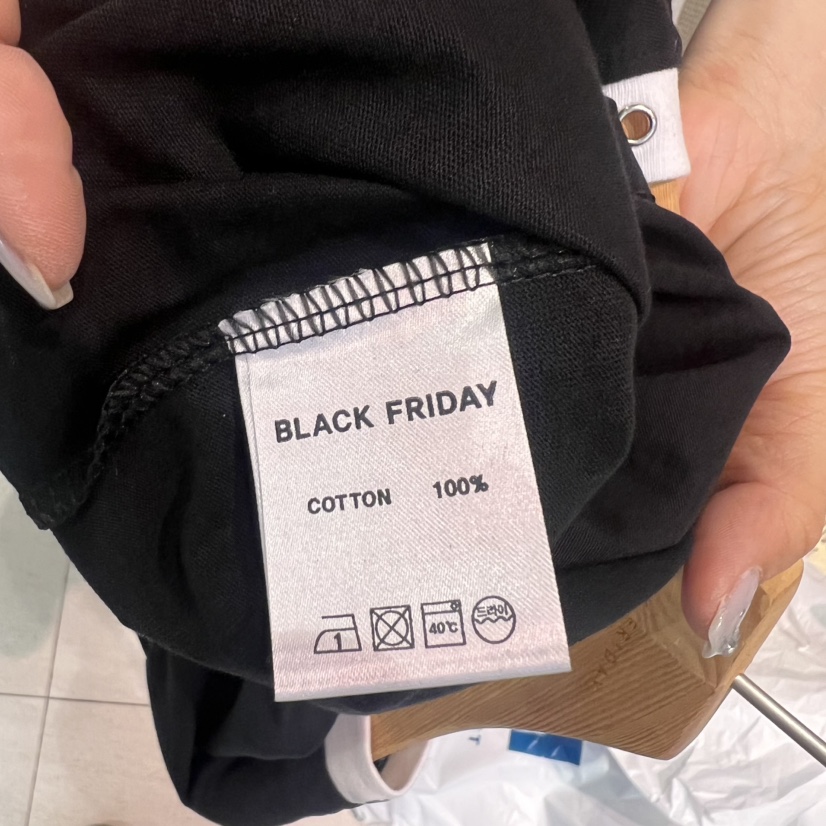 BLACK FRIDAY
COTTON 100%
1 40℃ 드라이